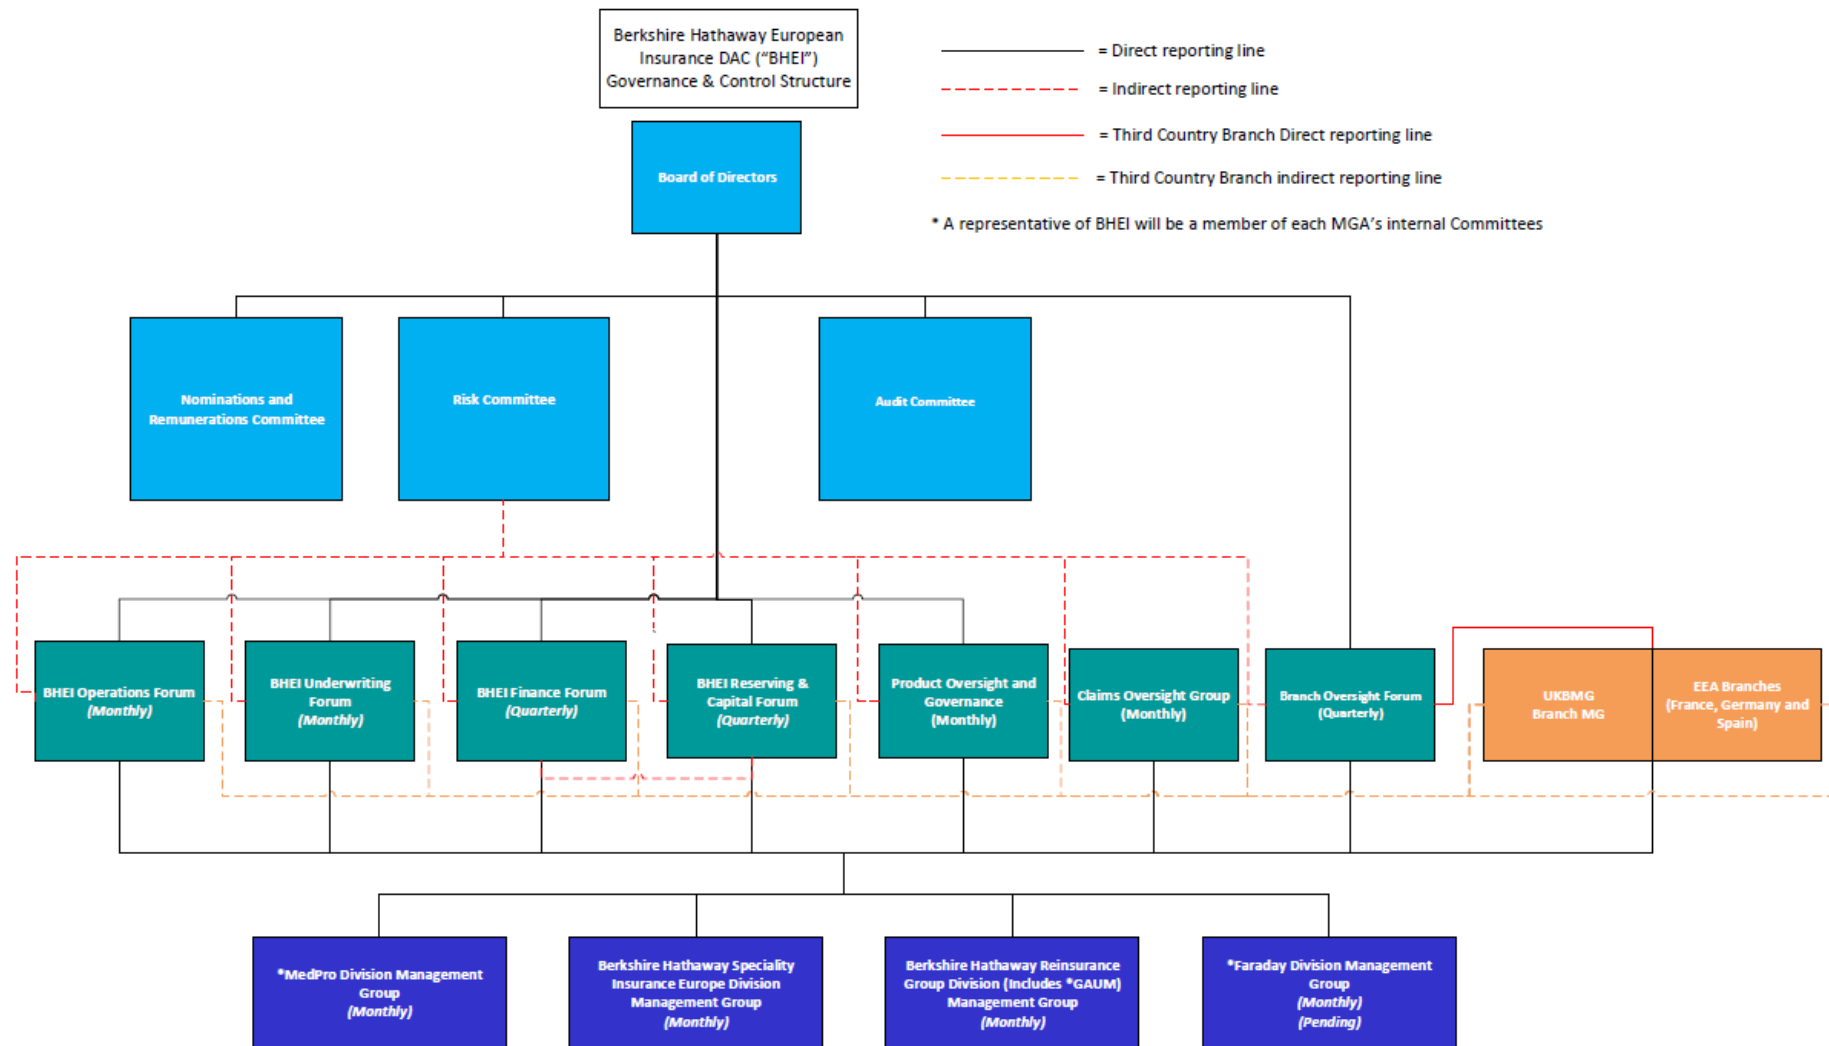 Berkshire Hathaway European
Insurance DAC (“BHEI”)
Governance & Control Structure
= Direct reporting line
= Indirect reporting line
= Third Country Branch Direct reporting line
= Third Country Branch indirect reporting line
* A representative of BHEI will be a member of each MGA’s internal Committees
Board of Directors
Nominations and
Remunerations Committee
Risk Committee
Audit Committee
BHEI Operations Forum
(Monthly)
BHEI Underwriting
Forum
(Monthly)
BHEI Finance Forum
(Quarterly)
BHEI Reserving &
Capital Forum
(Quarterly)
Product Oversight and
Governance
(Monthly)
Claims Oversight Group
(Monthly)
Branch Oversight Forum
(Quarterly)
UKBMG
Branch MG
EEA Branches
(France, Germany and
Spain)
*MedPro Division Management
Group
(Monthly)
Berkshire Hathaway Speciality
Insurance Europe Division
Management Group
(Monthly)
Berkshire Hathaway Reinsurance
Group Division (Includes *GAUM)
Management Group
(Monthly)
*Faraday Division Management
Group
(Monthly)
(Pending)